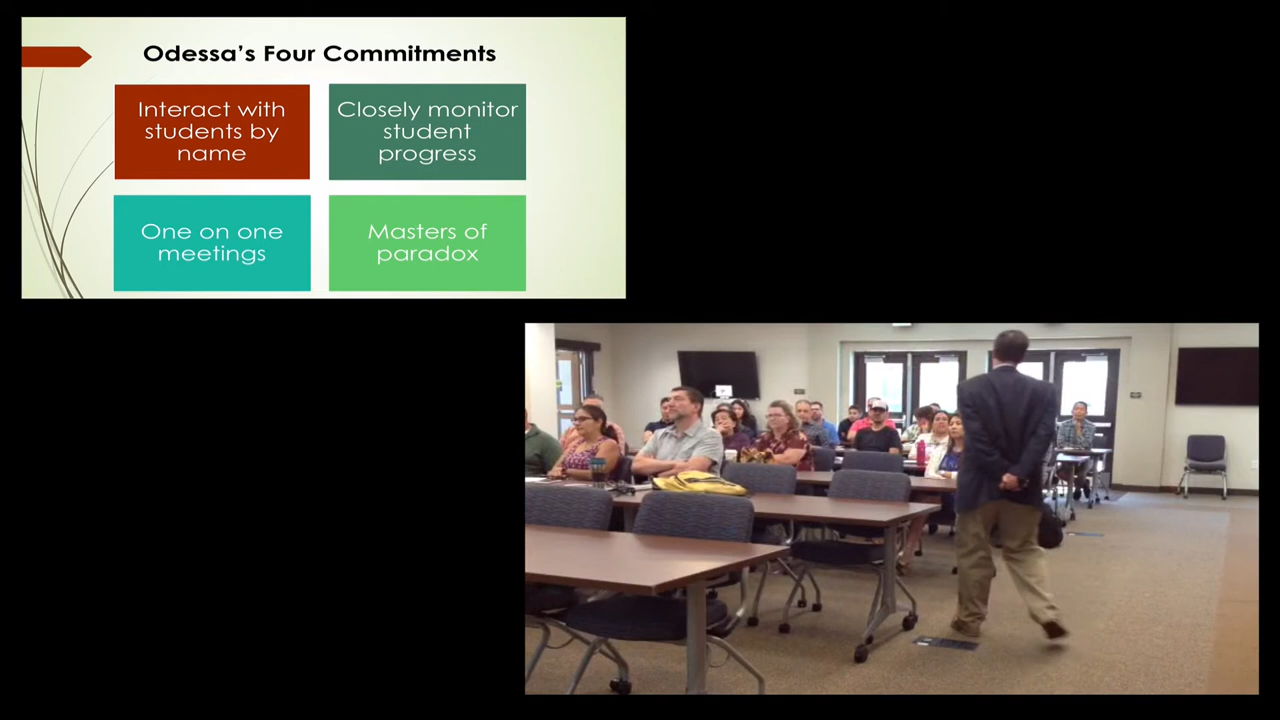 Odessa's Four Commitments
Interact with
students by
name
Closely monitor
student
progress
One on one
meetings
Masters of
paradox